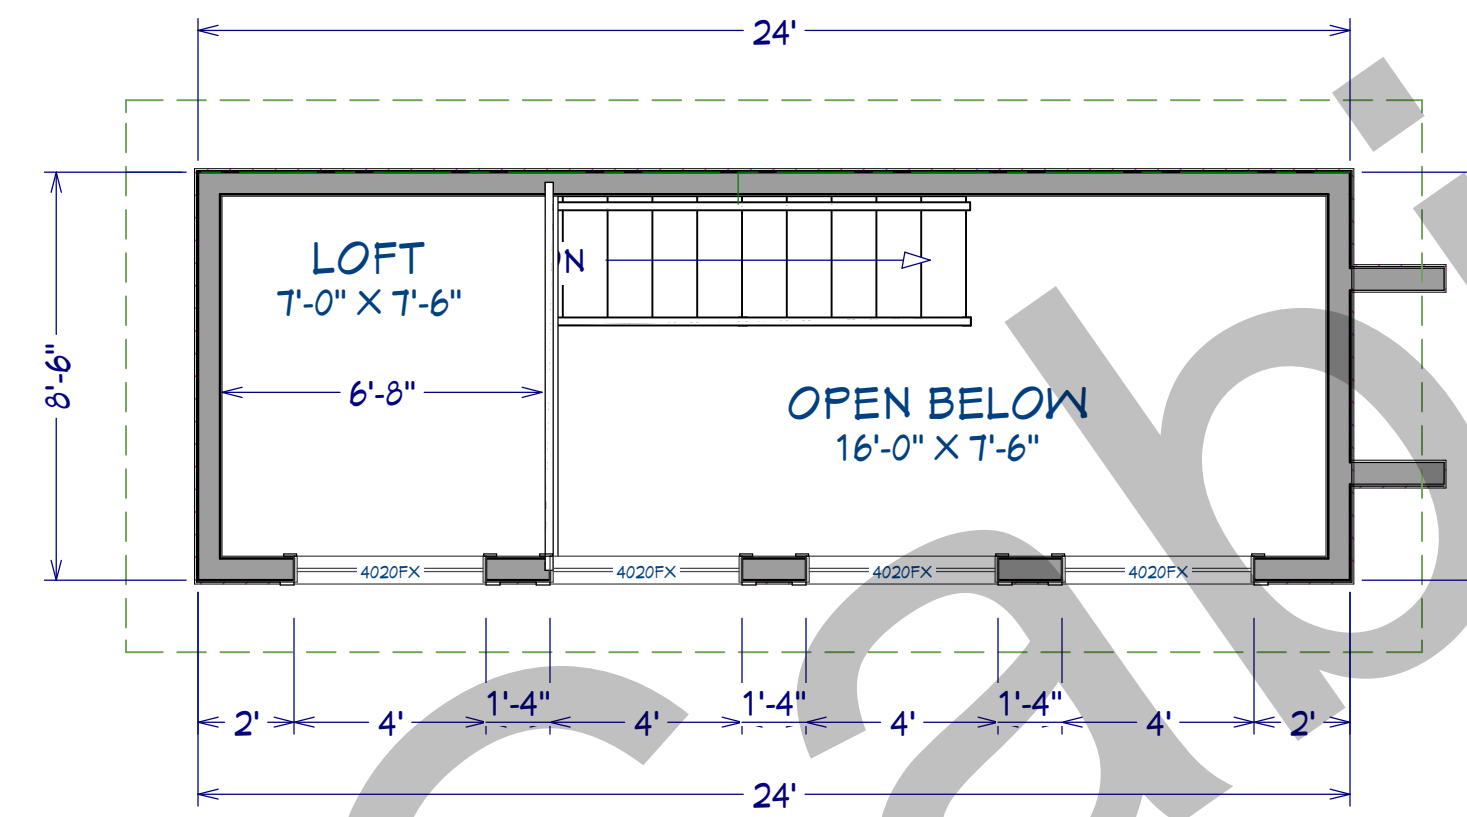 24'
LOFT
7'-0" X 7'-6"
8'-6"
6'-8"
OPEN BELOW
16'-0" X 7'-6"
4020FX 4020FX 4020FX 4020FX
2' 4' 1'-4" 4' 1'-4" 4' 1'-4" 4' 2'
24'